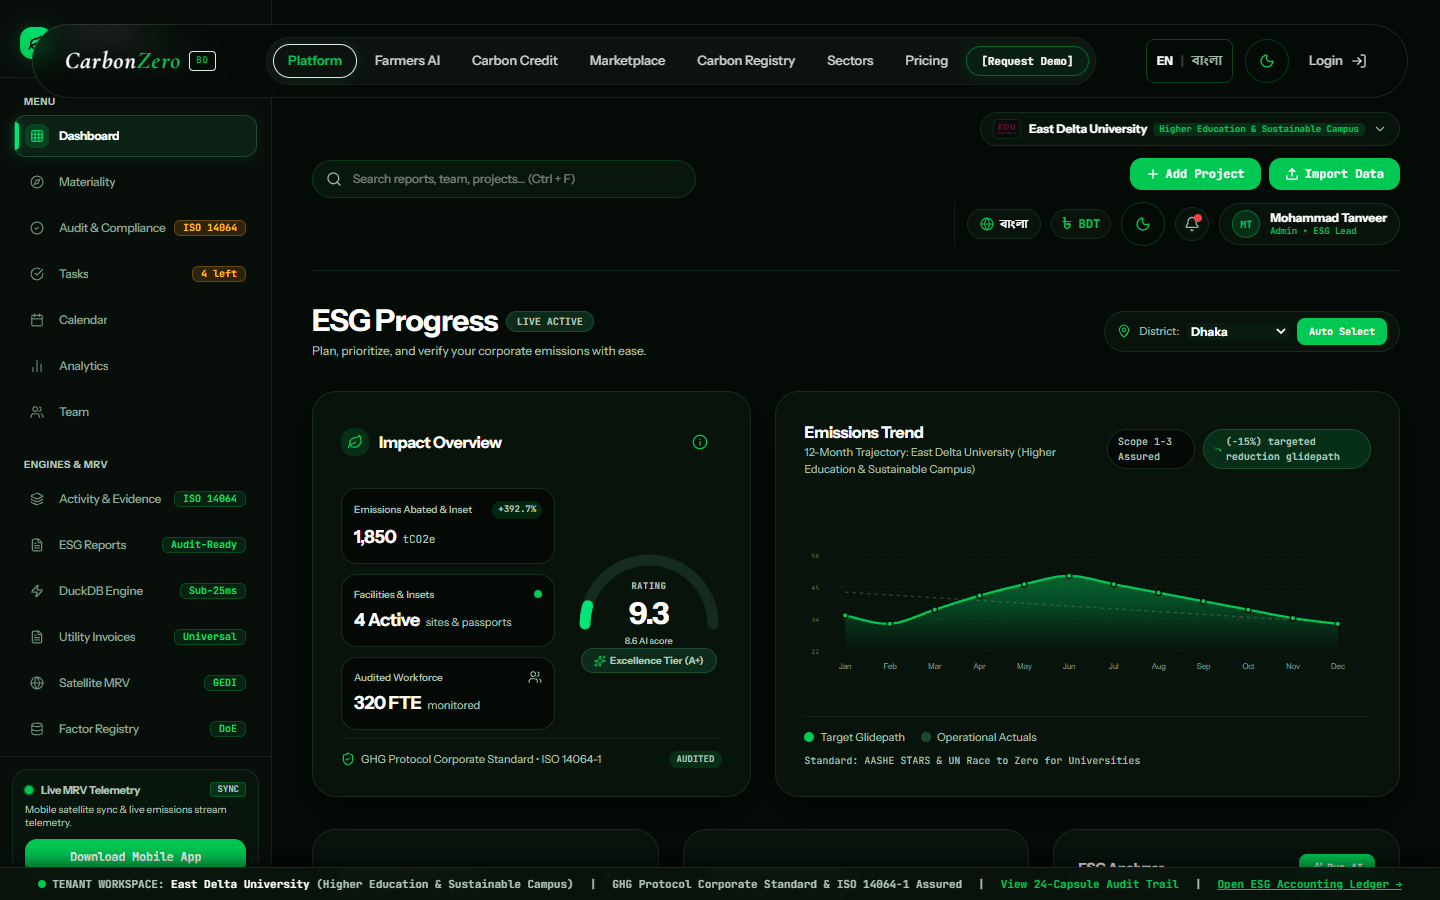 CarbonZero BD
Platform
Farmers AI
Carbon Credit
Marketplace
Carbon Registry
Sectors
Pricing
[Request Demo]
EN | বাংলা
Login
MENU
Dashboard
Materiality
Audit & Compliance ISO 14064
Tasks 4 left
Calendar
Analytics
Team
ENGINES & MRV
Activity & Evidence ISO 14064
ESG Reports Audit-Ready
DuckDB Engine Sub-25ms
Utility Invoices Universal
Satellite MRV GEDI
Factor Registry DoE
Live MRV Telemetry SYNC
Mobile satellite sync & live emissions stream
telemetry.
Download Mobile App
EDU East Delta University Higher Education & Sustainable Campus
Search reports, team, projects... (Ctrl + F)
+ Add Project
Import Data
বাংলা
৳ BDT
MT
Mohammad Tanveer
Admin • ESG Lead
ESG Progress LIVE ACTIVE
Plan, prioritize, and verify your corporate emissions with ease.
District: Dhaka Auto Select
Impact Overview
Emissions Abated & Inset +392.7%
1,850 tCO2e
Facilities & Insets
4 Active sites & passports
Audited Workforce
320 FTE monitored
RATING
9.3
8.6 AI score
Excellence Tier (A+)
GHG Protocol Corporate Standard • ISO 14064-1 AUDITED
Emissions Trend
12-Month Trajectory: East Delta University (Higher
Education & Sustainable Campus)
Scope 1-3
Assured
(-15%) targeted
reduction glidepath
56
45
34
22
Jan Feb Mar Apr May Jun Jul Aug Sep Oct Nov Dec
Target Glidepath
Operational Actuals
Standard: AASHE STARS & UN Race to Zero for Universities
ESG Analyzer
Run AI
TENANT WORKSPACE: East Delta University (Higher Education & Sustainable Campus) | GHG Protocol Corporate Standard & ISO 14064-1 Assured | View 24-Capsule Audit Trail | Open ESG Accounting Ledger →